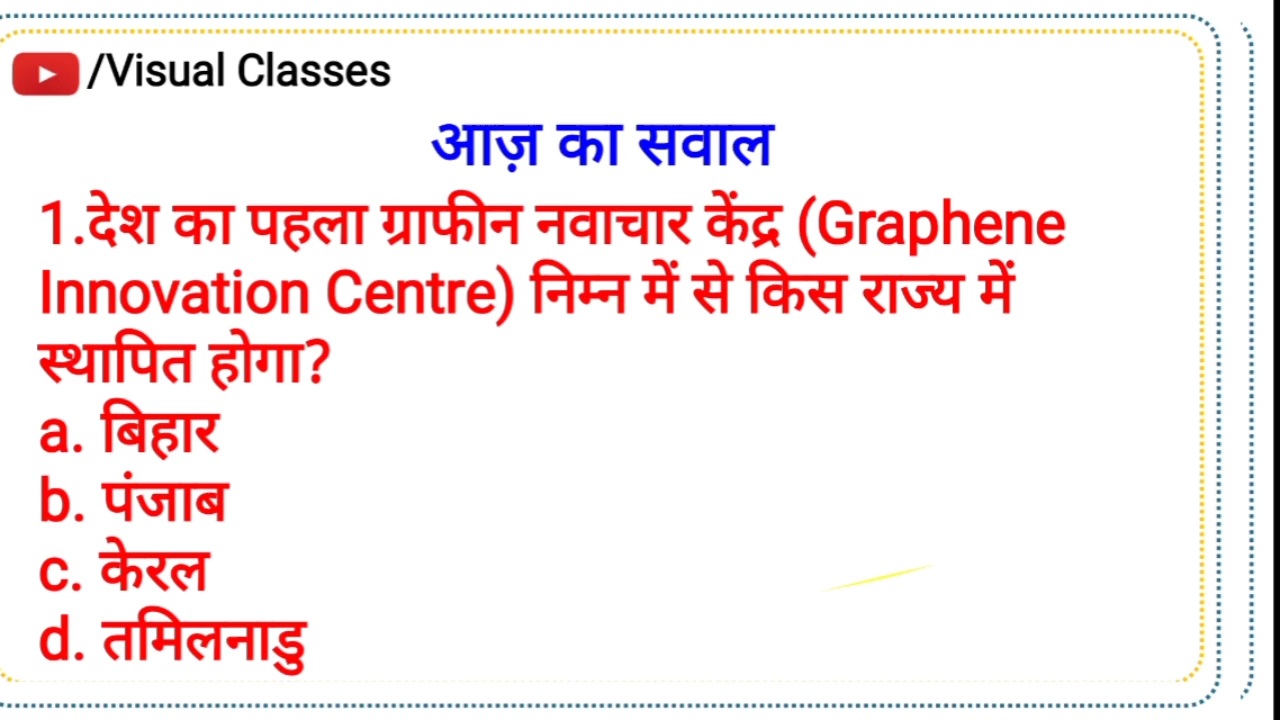 /Visual Classes
आज़ का सवाल
1.देश का पहला ग्राफीन नवाचार केंद्र (Graphene
Innovation Centre) निम्न में से किस राज्य में
स्थापित होगा?
a. बिहार
b. पंजाब
c. केरल
d. तमिलनाडु